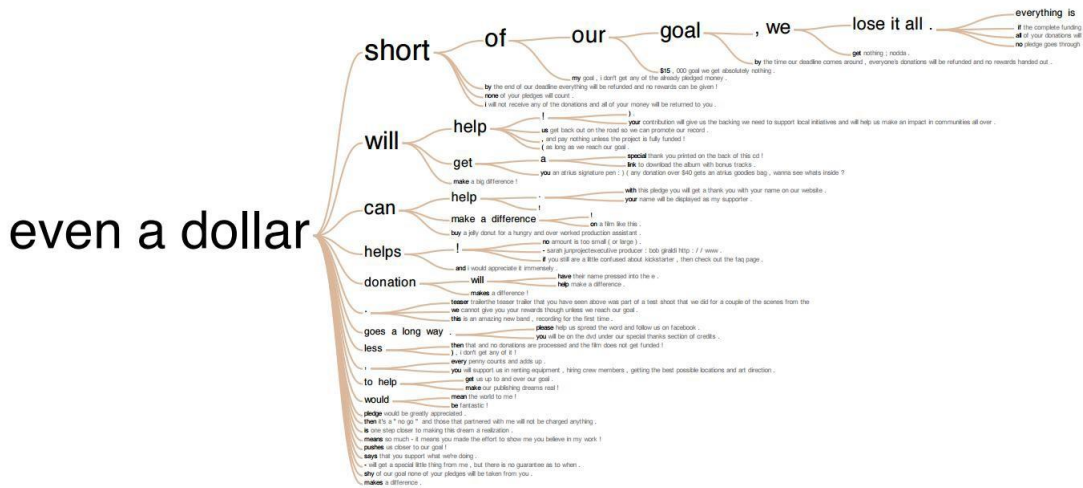 even a dollar
short
of
our
goal
, we
lose it all .
everything is
if the complete funding
all of your donations will
no pledge goes through
get nothing ; nodda .
by the time our deadline comes around , everyone's donations will be refunded and no rewards handed out .
$15 , 000 goal we get absolutely nothing .
my goal , i don't get any of the already pledged money .
by the end of our deadline everything will be refunded and no rewards can be given !
none of your pledges will count .
i will not receive any of the donations and all of your money will be returned to you .
will
help
!
) .
your contribution will give us the backing we need to support local initiatives and will help us make an impact in communities all over .
us get back out on the road so we can promote our record .
, and pay nothing unless the project is fully funded !
( as long as we reach our goal .
get
a
special thank you printed on the back of this cd !
link to download the album with bonus tracks .
you an atrius signature pen : ) ( any donation over $40 gets an atrius goodies bag , wanna see whats inside ?
make a big difference !
can
help
.
with this pledge you will get a thank you with your name on our website .
your name will be displayed as my supporter .
!
make a difference
!
on a film like this .
buy a jelly donut for a hungry and over worked production assistant .
helps
!
no amount is too small ( or large ) .
- sarah junprojectexecutive producer : bob giraldi http : / / www .
if you still are a little confused about kickstarter , then check out the faq page .
and i would appreciate it immensely .
donation
will
have their name pressed into the e .
help make a difference .
makes a difference !
.
teaser trailerthe teaser trailer that you have seen above was part of a test shoot that we did for a couple of the scenes from the
we cannot give you your rewards though unless we reach our goal .
this is an amazing new band , recording for the first time .
goes a long way .
please help us spread the word and follow us on facebook .
you will be on the dvd under our special thanks section of credits .
less
then that and no donations are processed and the film does not get funded !
) , i don't get any of it !
,
every penny counts and adds up .
you will support us in renting equipment , hiring crew members , getting the best possible locations and art direction .
to help
get us up to and over our goal .
make our publishing dreams real !
would
mean the world to me !
be fantastic !
pledge would be greatly appreciated .
then it's a " no go " and those that partnered with me will not be charged anything .
is one step closer to making this dream a realization .
means so much - it means you made the effort to show me you believe in my work !
pushes us closer to our goal !
says that you support what we're doing .
- will get a special little thing from me , but there is no guarantee as to when .
shy of our goal none of your pledges will be taken from you .
makes a difference .